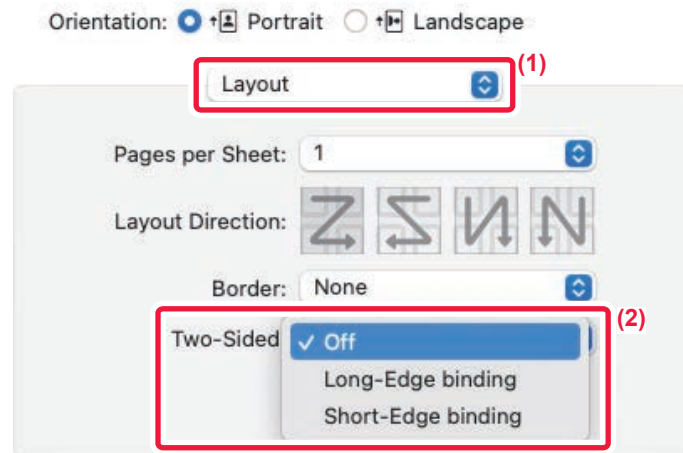 Orientation: Portrait Landscape
(1)
Layout
Pages per Sheet: 1
Layout Direction:
Border: None
(2)
Two-Sided ✓ Off
Long-Edge binding
Short-Edge binding